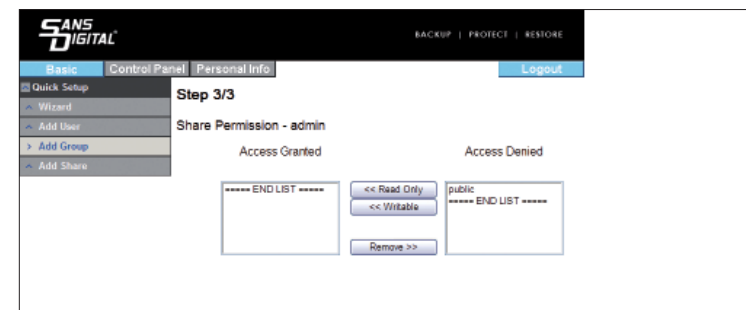 SANS DIGITAL
BACKUP | PROTECT | RESTORE
Basic Control Panel Personal Info Logout
Quick Setup
Wizard
Add User
Add Group
Add Share
Step 3/3
Share Permission - admin
Access Granted Access Denied
===== END LIST =====
<< Read Only
<< Writable
Remove >>
public
===== END LIST =====